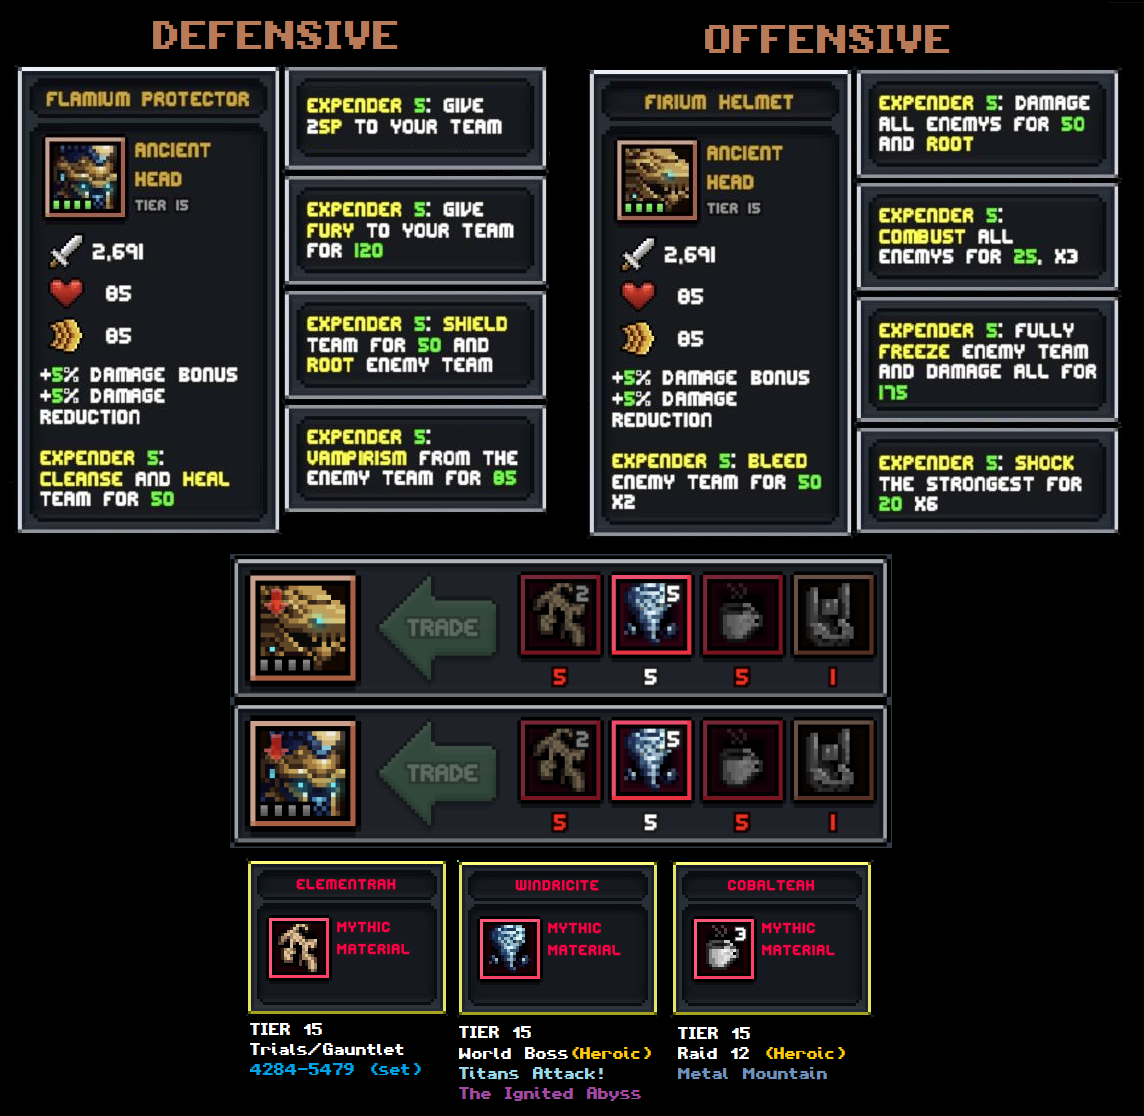 DEFENSIVE
FLAMIUM PROTECTOR
ANCIENT
HEAD
TIER 15
2,691
85
85
+5% DAMAGE BONUS
+5% DAMAGE
REDUCTION
EXPENDER 5:
CLEANSE AND HEAL
TEAM FOR 50
EXPENDER 5: GIVE
2SP TO YOUR TEAM
EXPENDER 5: GIVE
FURY TO YOUR TEAM
FOR 120
EXPENDER 5: SHIELD
TEAM FOR 50 AND
ROOT ENEMY TEAM
EXPENDER 5:
VAMPIRISM FROM THE
ENEMY TEAM FOR 85
OFFENSIVE
FIRIUM HELMET
ANCIENT
HEAD
TIER 15
2,691
85
85
+5% DAMAGE BONUS
+5% DAMAGE
REDUCTION
EXPENDER 5: BLEED
ENEMY TEAM FOR 50
X2
EXPENDER 5: DAMAGE
ALL ENEMYS FOR 50
AND ROOT
EXPENDER 5:
COMBUST ALL
ENEMYS FOR 25, X3
EXPENDER 5: FULLY
FREEZE ENEMY TEAM
AND DAMAGE ALL FOR
175
EXPENDER 5: SHOCK
THE STRONGEST FOR
20 X6
TRADE
2 5
5 5 5 1
TRADE
2 5
5 5 5 1
ELEMENTRAH
MYTHIC
MATERIAL
TIER 15
Trials/Gauntlet
4284-5479 (set)
WINDRICITE
MYTHIC
MATERIAL
TIER 15
World Boss(Heroic)
Titans Attack!
The Ignited Abyss
COBALTEAH
3
MYTHIC
MATERIAL
TIER 15
Raid 12 (Heroic)
Metal Mountain